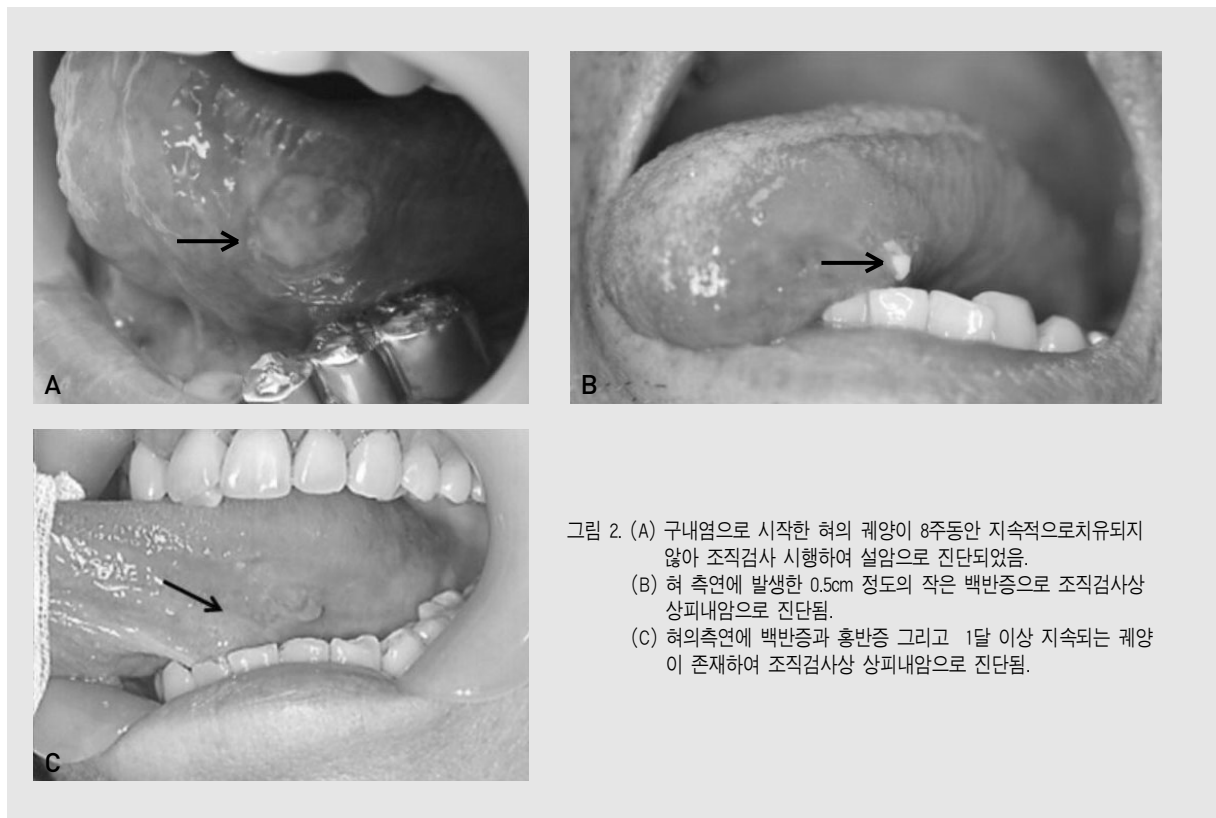 A
B
C
그림 2. (A) 구내염으로 시작한 혀의 궤양이 8주동안 지속적으로치유되지
않아 조직검사 시행하여 설암으로 진단되었음.
(B) 혀 측연에 발생한 0.5cm 정도의 작은 백반증으로 조직검사상
상피내암으로 진단됨.
(C) 혀의측연에 백반증과 홍반증 그리고 1달 이상 지속되는 궤양
이 존재하여 조직검사상 상피내암으로 진단됨.